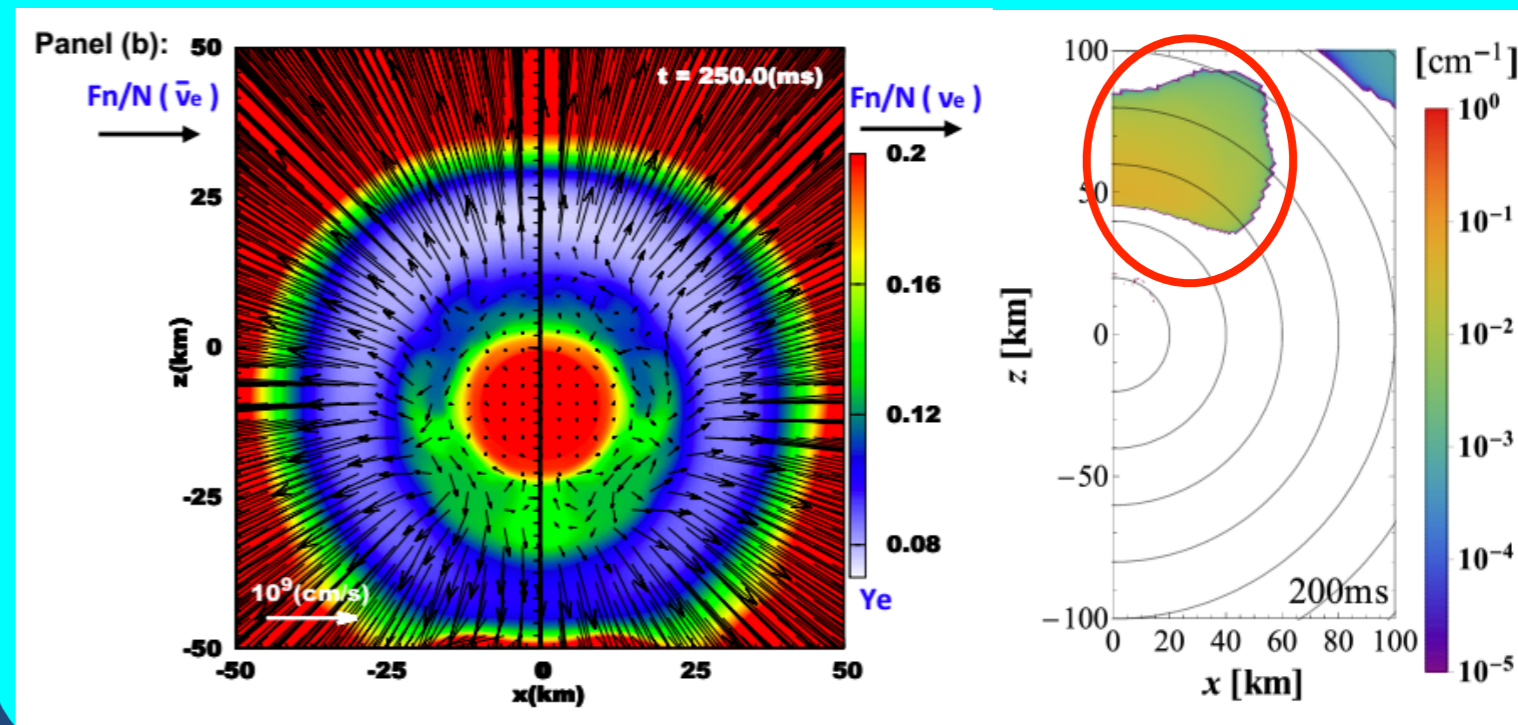 Panel (b):
Fn/N ( ν̄e )
t = 250.0(ms)
Fn/N ( νe )
50
25
0
-25
-50
z(km)
10⁹(cm/s)
-50
-25
0
25
50
x(km)
0.2
0.16
0.12
0.08
Ye
100
50
0
−50
−100
z [km]
200ms
0 20 40 60 80 100
x [km]
[cm⁻¹]
10⁰
10⁻¹
10⁻²
10⁻³
10⁻⁴
10⁻⁵